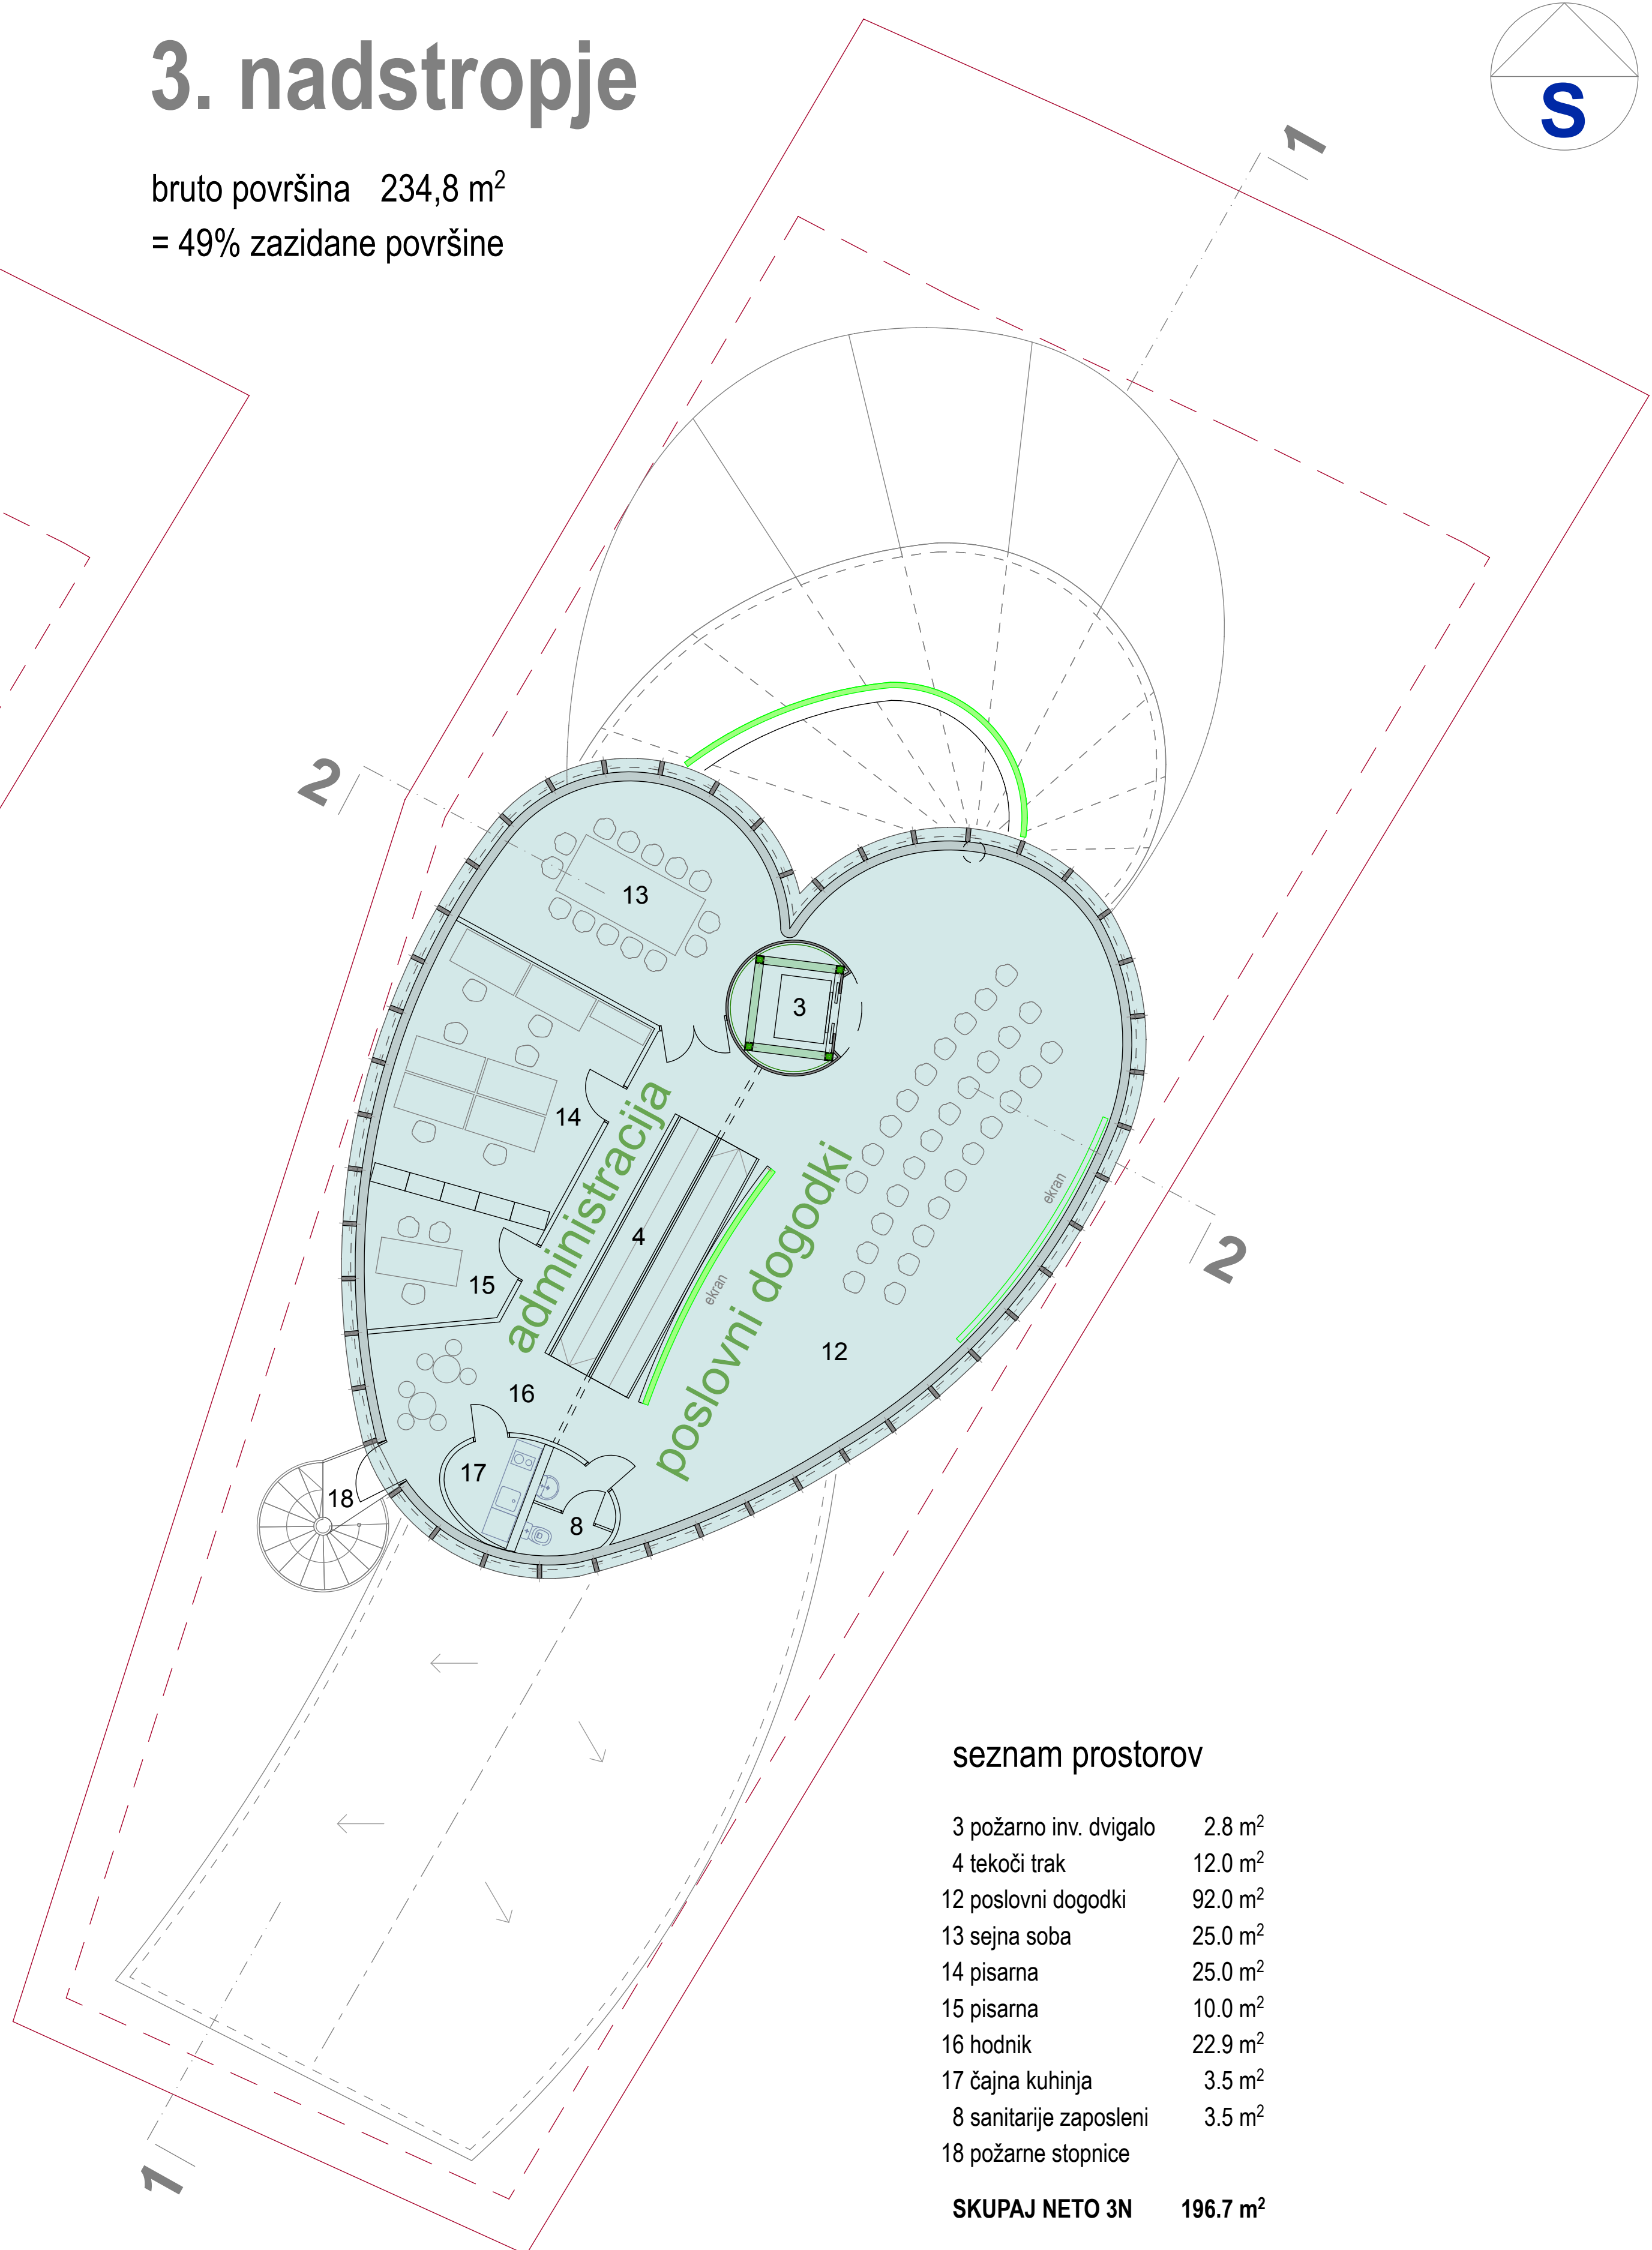 3. nadstropje
S
bruto površina 234,8 m²
= 49% zazidane površine
1
2
13
3
14
administracija
4
15
ekran
poslovni dogodki
ekran
2
12
16
17
18
8
1
seznam prostorov
3 požarno inv. dvigalo 2.8 m²
4 tekoči trak 12.0 m²
12 poslovni dogodki 92.0 m²
13 sejna soba 25.0 m²
14 pisarna 25.0 m²
15 pisarna 10.0 m²
16 hodnik 22.9 m²
17 čajna kuhinja 3.5 m²
8 sanitarije zaposleni 3.5 m²
18 požarne stopnice
SKUPAJ NETO 3N 196.7 m²